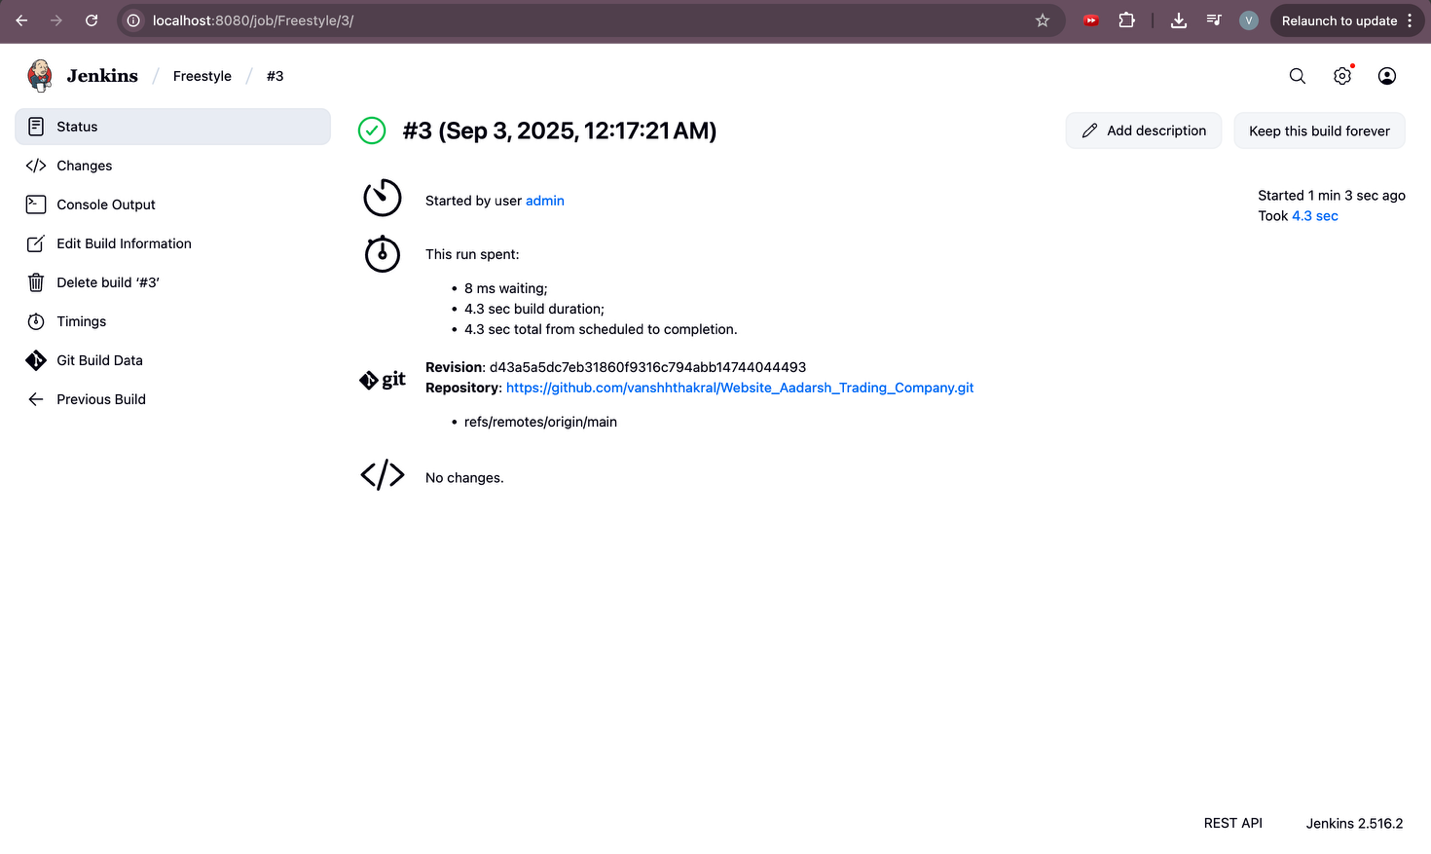 localhost:8080/job/Freestyle/3/
V
Relaunch to update
Jenkins / Freestyle / #3
Status
Changes
Console Output
Edit Build Information
Delete build ‘#3’
Timings
Git Build Data
Previous Build
#3 (Sep 3, 2025, 12:17:21 AM)
Add description
Keep this build forever
Started by user admin
Started 1 min 3 sec ago
Took 4.3 sec
This run spent:
• 8 ms waiting;
• 4.3 sec build duration;
• 4.3 sec total from scheduled to completion.
git
Revision: d43a5a5dc7eb31860f9316c794abb14744044493
Repository: https://github.com/vanshhthakral/Website_Aadarsh_Trading_Company.git
• refs/remotes/origin/main
No changes.
REST API
Jenkins 2.516.2